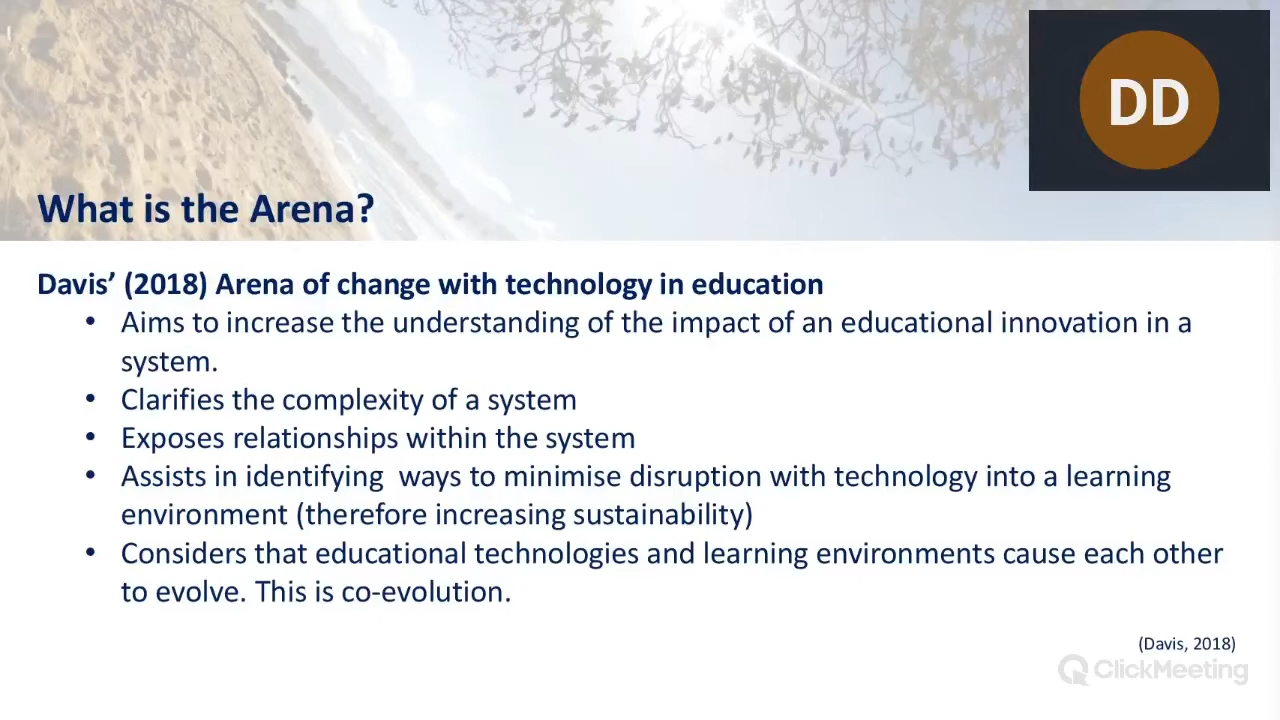 DD
What is the Arena?
Davis’ (2018) Arena of change with technology in education
• Aims to increase the understanding of the impact of an educational innovation in a
system.
• Clarifies the complexity of a system
• Exposes relationships within the system
• Assists in identifying  ways to minimise disruption with technology into a learning
environment (therefore increasing sustainability)
• Considers that educational technologies and learning environments cause each other
to evolve. This is co-evolution.
(Davis, 2018)
ClickMeeting